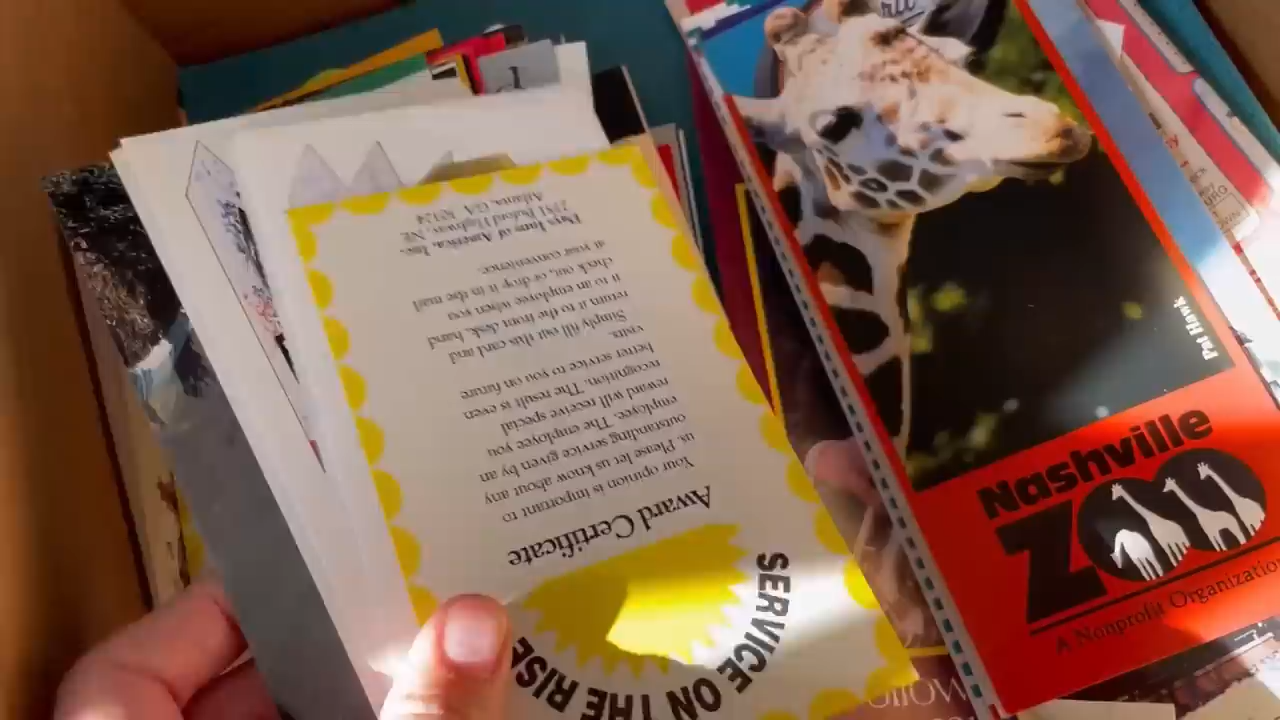 SERVICE ON THE RISE
Award Certificate
Your opinion is important to
us. Please let us know about any
outstanding service given by an
employee. The employee you
reward will receive special
recognition. The result is even
better service to you on future
visits.
Simply fill out this card and
return it to the front desk, hand
it to an employee when you
check out, or drop it in the mail
at your convenience.
Days Inns of America, Inc.
2751 Buford Highway, NE
Atlanta, GA 30324
Pat Hawk
Nashville
ZOO
A Nonprofit Organization